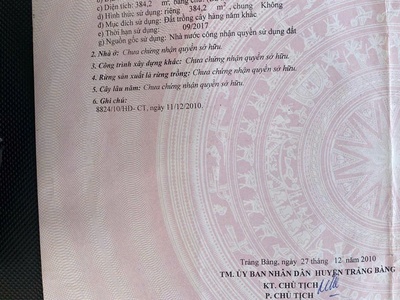 c) Diện tích: 384,2 m², bằng chữ
d) Hình thức sử dụng: riêng 384,2 m², chung Không
đ) Mục đích sử dụng: Đất trồng cây hàng năm khác
e) Thời hạn sử dụng: 09/2017
g) Nguồn gốc sử dụng: Nhà nước công nhận quyền sử dụng đất
2. Nhà ở: Chưa chứng nhận quyền sở hữu.
3. Công trình xây dựng khác: Chưa chứng nhận quyền sở hữu.
4. Rừng sản xuất là rừng trồng: Chưa chứng nhận quyền sở hữu.
5. Cây lâu năm: Chưa chứng nhận quyền sở hữu.
6. Ghi chú:
8824/10/HĐ- CT, ngày 11/12/2010.
Trảng Bàng, ngày 27 tháng 12 năm 2010
TM. ỦY BAN NHÂN DÂN HUYỆN TRẢNG BÀNG
KT. CHỦ TỊCH
P. CHỦ TỊCH